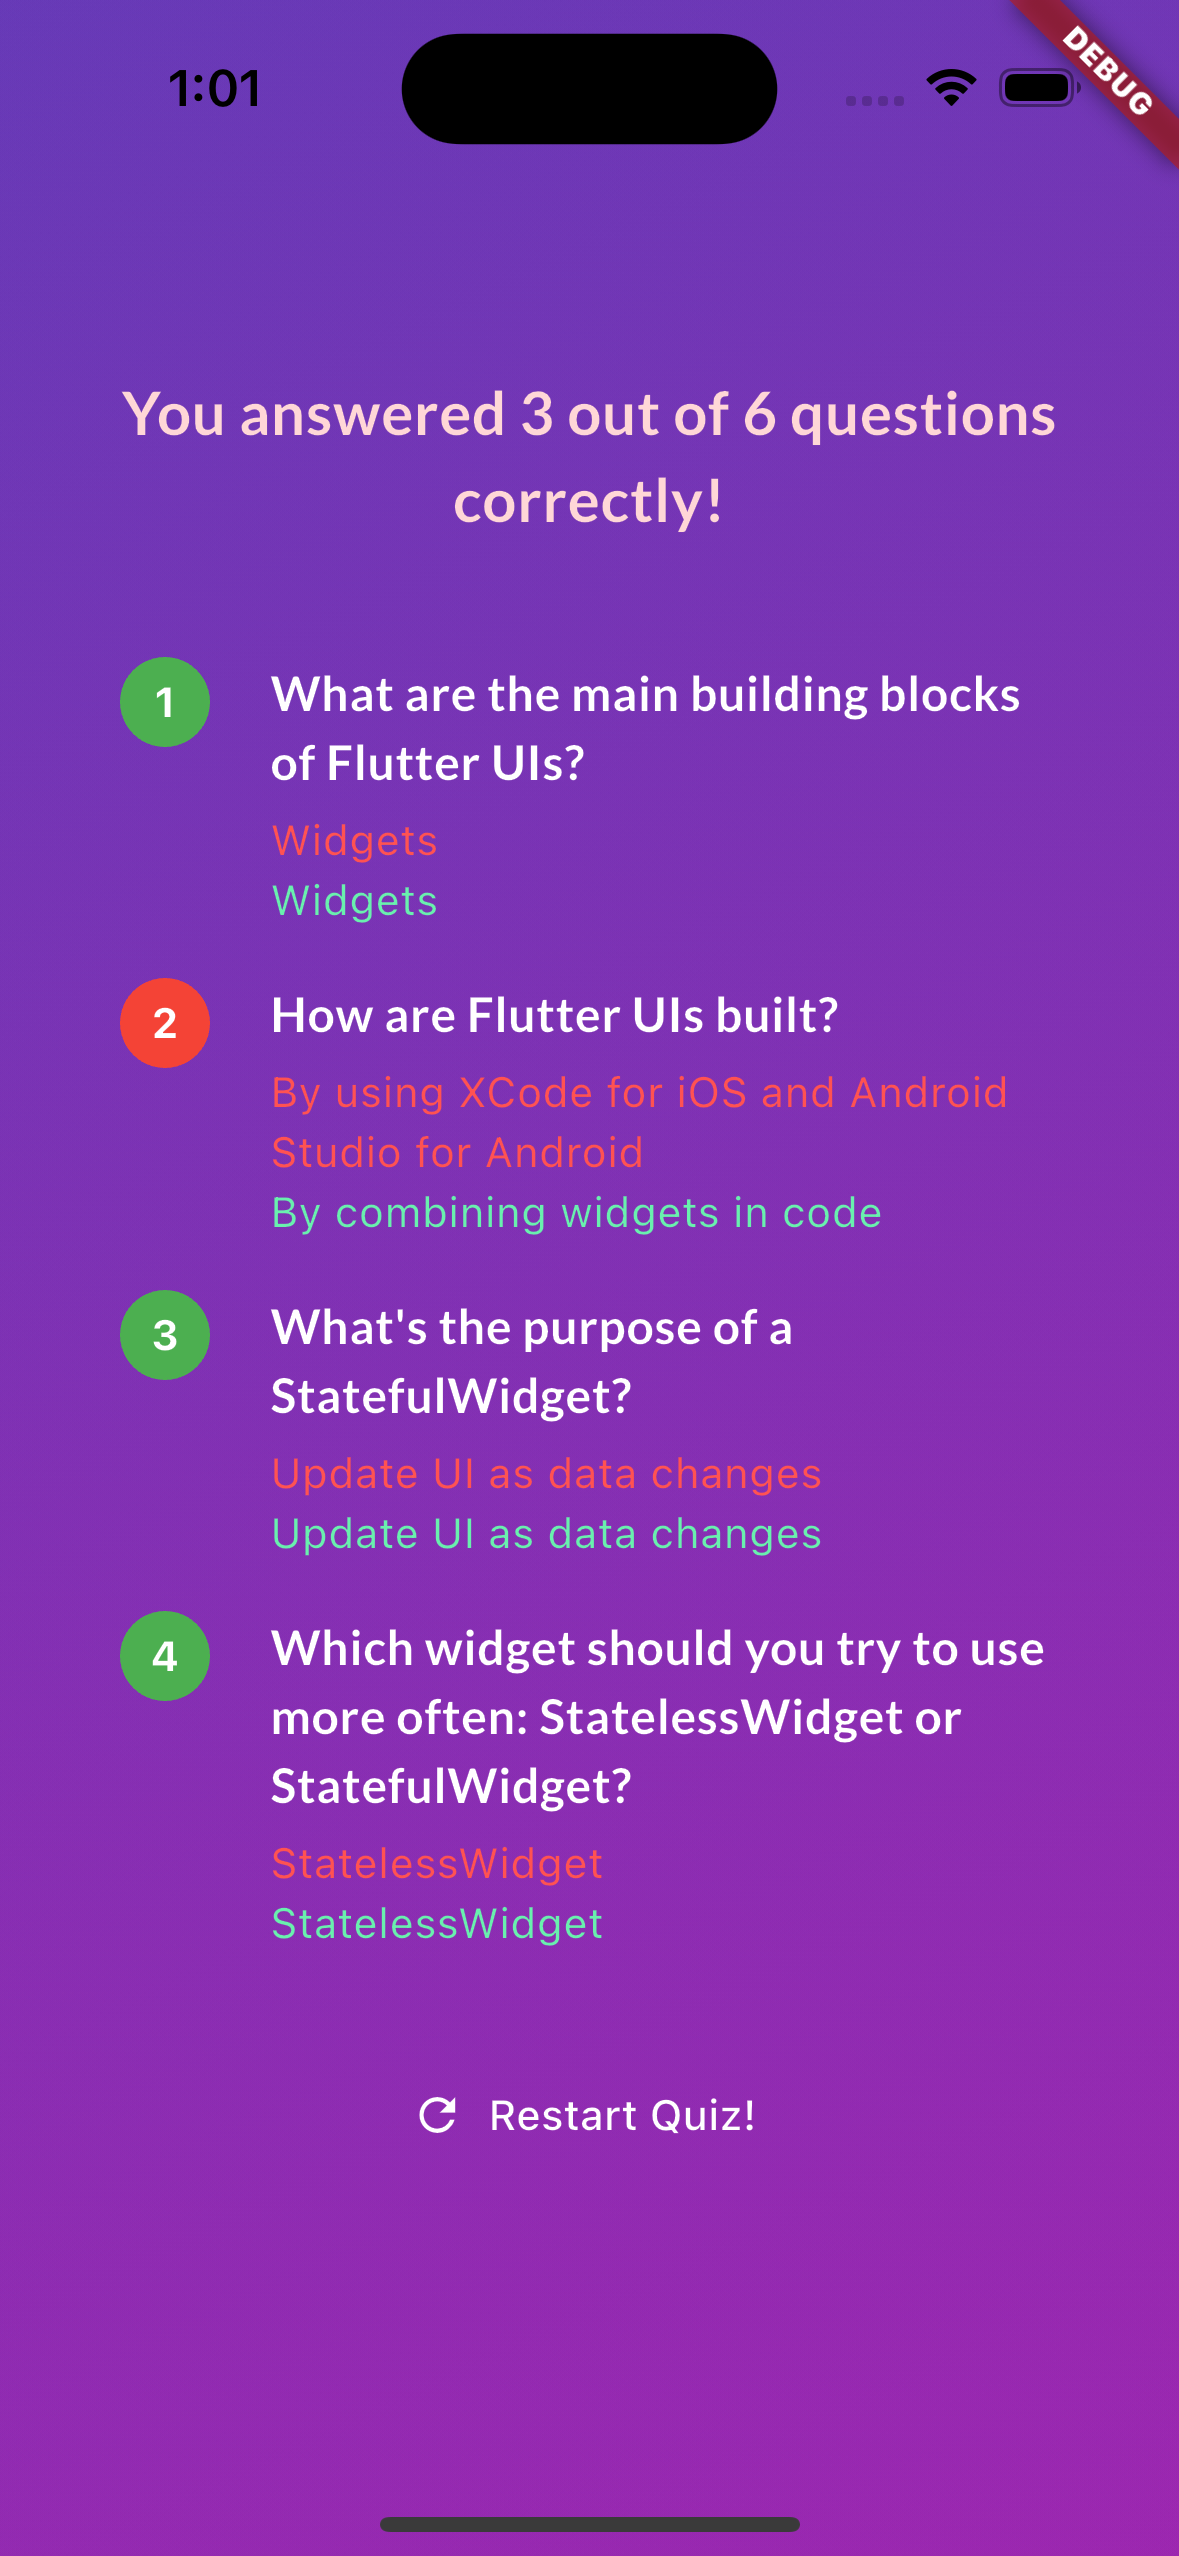 1:01
DEBUG
You answered 3 out of 6 questions
correctly!
1
What are the main building blocks
of Flutter UIs?
Widgets
Widgets
2
How are Flutter UIs built?
By using XCode for iOS and Android
Studio for Android
By combining widgets in code
3
What's the purpose of a
StatefulWidget?
Update UI as data changes
Update UI as data changes
4
Which widget should you try to use
more often: StatelessWidget or
StatefulWidget?
StatelessWidget
StatelessWidget
Restart Quiz!